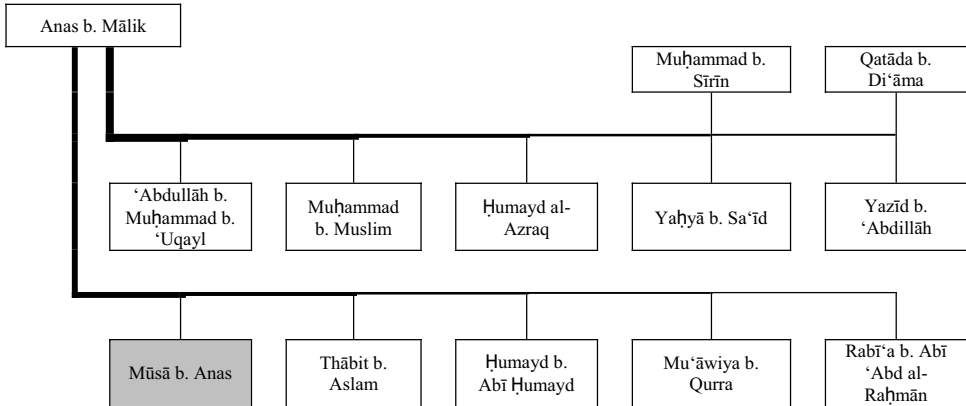 Anas b. Mālik
Muḥammad b.
Sīrīn
Qatāda b.
Di‘āma
‘Abdullāh b.
Muḥammad b.
‘Uqayl
Muḥammad
b. Muslim
Ḥumayd al-
Azraq
Yaḥyā b. Sa‘īd
Yazīd b.
‘Abdillāh
Mūsā b. Anas
Thābit b.
Aslam
Ḥumayd b.
Abī Ḥumayd
Mu‘āwiya b.
Qurra
Rabī‘a b. Abī
‘Abd al-
Raḥmān